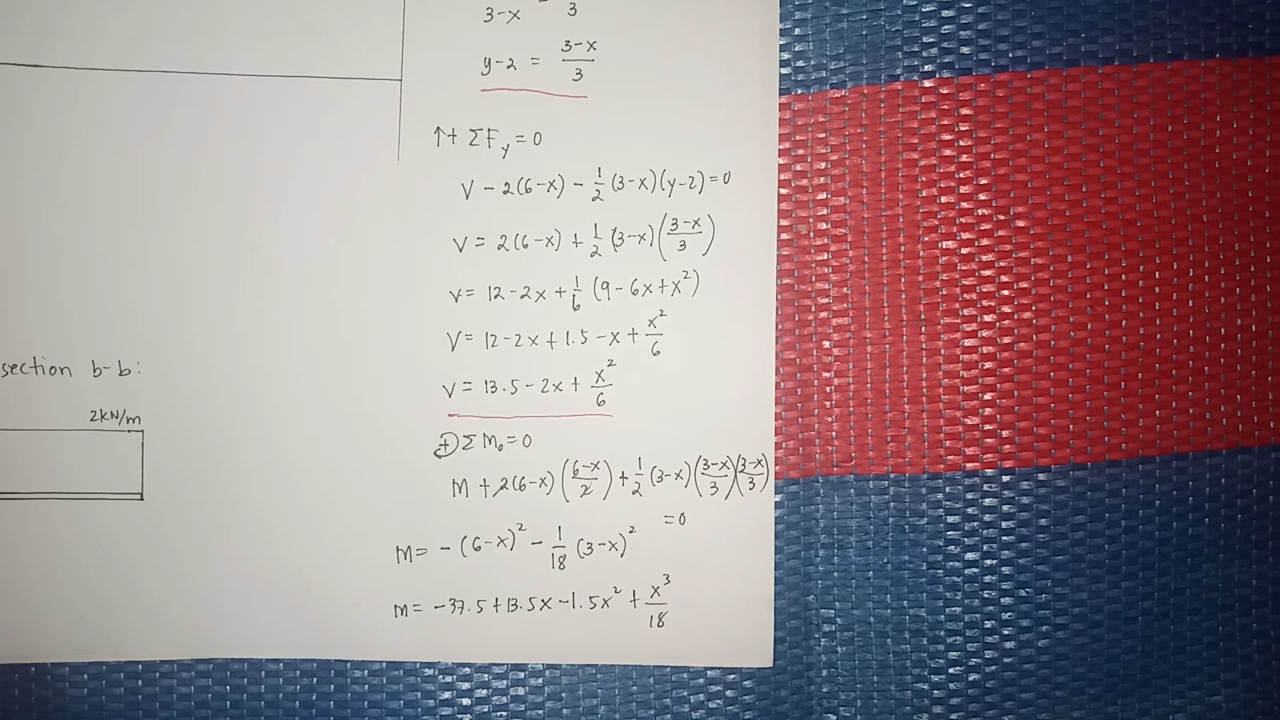 3-x - 3
y-2 = (3-x)/3
↑+ ΣF_y = 0
V - 2(6-x) - 1/2 (3-x)(y-2) = 0
V = 2(6-x) + 1/2 (3-x)((3-x)/3)
V = 12 - 2x + 1/6 (9 - 6x + x²)
V = 12 - 2x + 1.5 - x + x²/6
V = 13.5 - 2x + x²/6
section b-b:
2kN/m
+ ΣM₀ = 0
M + 2(6-x)((6-x)/2) + 1/2 (3-x)((3-x)/3)((3-x)/3)
= 0
M = - (6-x)² - 1/18 (3-x)²
M = -37.5 + 13.5x - 1.5x² + x³/18